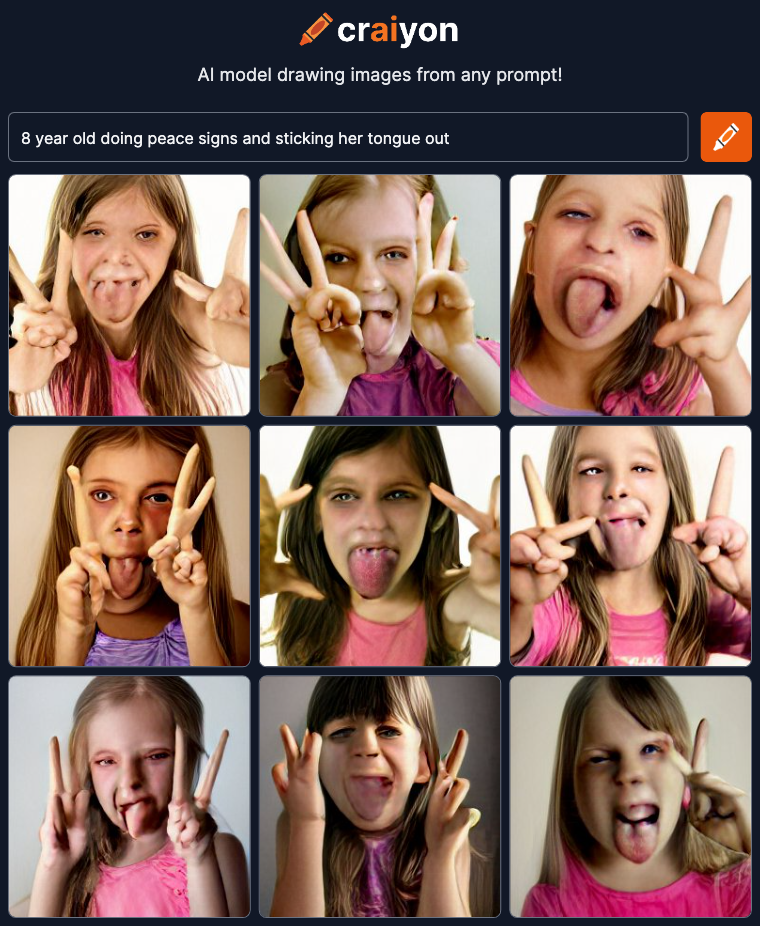 craiyon
AI model drawing images from any prompt!
8 year old doing peace signs and sticking her tongue out